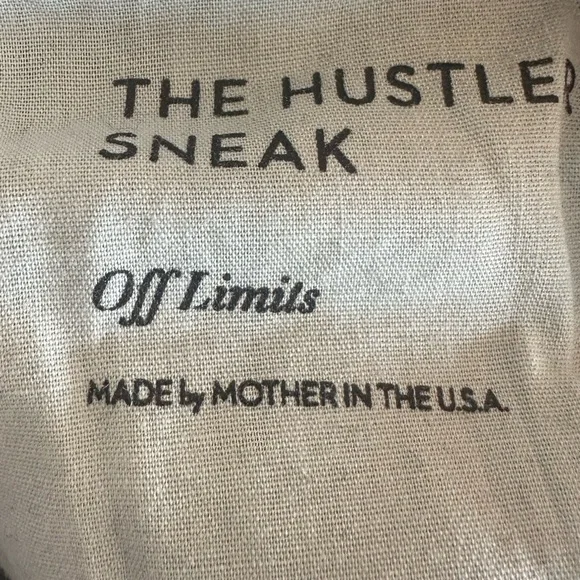 THE HUSTLER
SNEAK
Off Limits
MADE by MOTHER IN THE U.S.A.